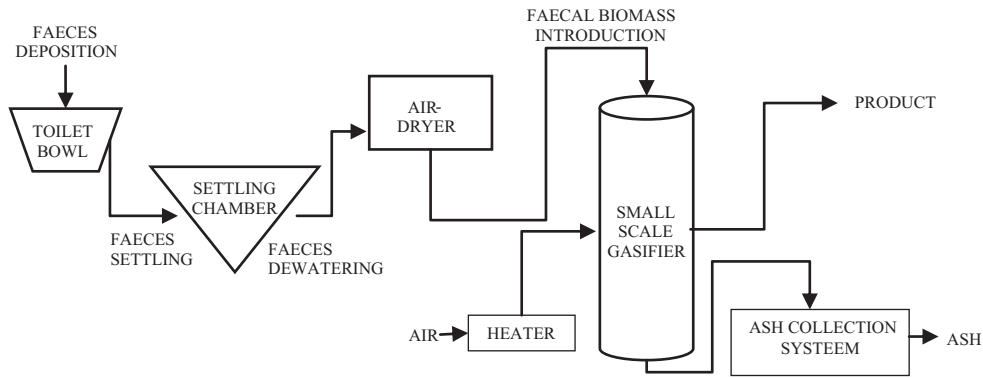 FAECES
DEPOSITION
TOILET
BOWL
FAECES
SETTLING
SETTLING
CHAMBER
FAECES
DEWATERING
AIR-
DRYER
FAECAL BIOMASS
INTRODUCTION
AIR
HEATER
SMALL
SCALE
GASIFIER
PRODUCT
ASH COLLECTION
SYSTEEM
ASH